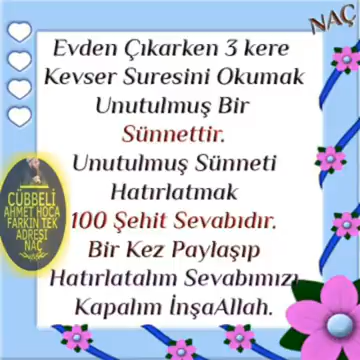 NAÇ
Evden Çıkarken 3 kere
Kevser Suresini Okumak
Unutulmuş Bir
Sünnettir.
Unutulmuş Sünneti
Hatırlatmak
100 Şehit Sevabıdır.
Bir Kez Paylaşıp
Hatırlatalım Sevabımızı
Kapalım İnşaAllah.
CÜBBELİ
AHMET HOCA
FARKIN TEK
ADRESİ
NAÇ